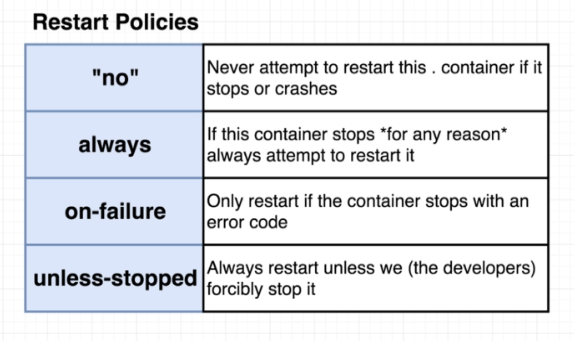 Restart Policies
"no"
Never attempt to restart this . container if it
stops or crashes
always
If this container stops *for any reason*
always attempt to restart it
on-failure
Only restart if the container stops with an
error code
unless-stopped
Always restart unless we (the developers)
forcibly stop it